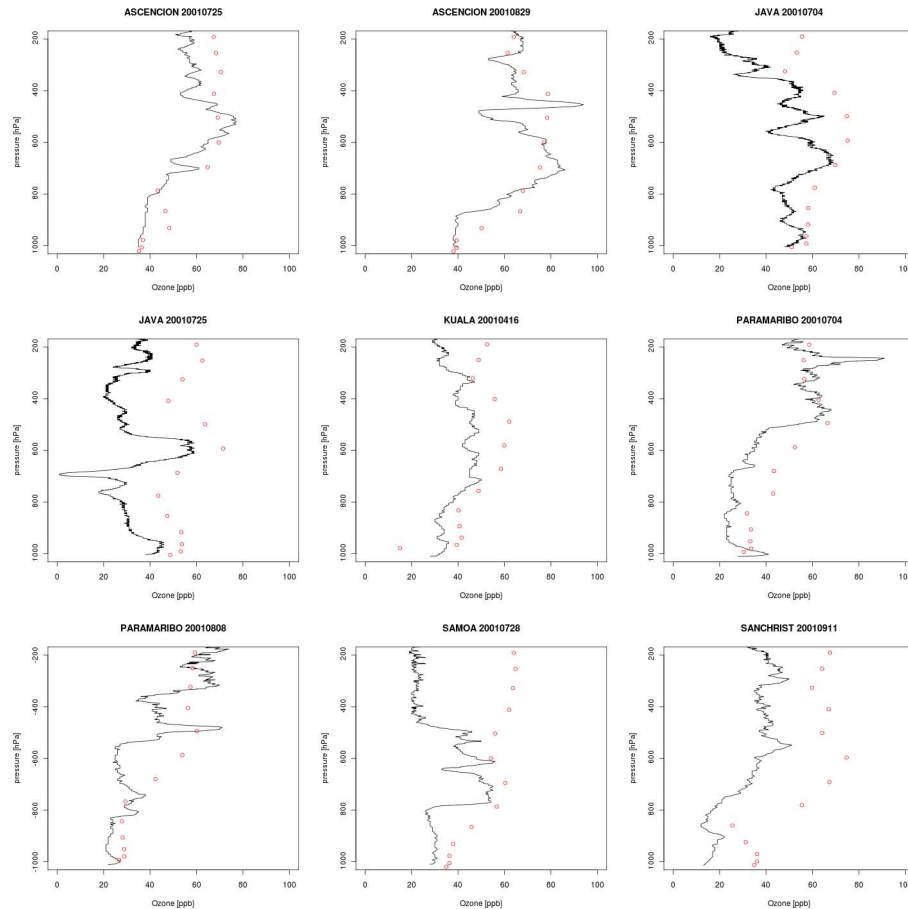 ASCENCION 20010725
pressure [hPa]
200
400
600
800
1000
0 20 40 60 80 100
Ozone [ppb]
ASCENCION 20010829
pressure [hPa]
200
400
600
800
1000
0 20 40 60 80 100
Ozone [ppb]
JAVA 20010704
pressure [hPa]
200
400
600
800
1000
0 20 40 60 80 100
Ozone [ppb]
JAVA 20010725
pressure [hPa]
200
400
600
800
1000
0 20 40 60 80 100
Ozone [ppb]
KUALA 20010416
pressure [hPa]
200
400
600
800
1000
0 20 40 60 80 100
Ozone [ppb]
PARAMARIBO 20010704
pressure [hPa]
200
400
600
800
1000
0 20 40 60 80 100
Ozone [ppb]
PARAMARIBO 20010808
pressure [hPa]
200
400
600
800
1000
0 20 40 60 80 100
Ozone [ppb]
SAMOA 20010728
pressure [hPa]
200
400
600
800
1000
0 20 40 60 80 100
Ozone [ppb]
SANCHRIST 20010911
pressure [hPa]
200
400
600
800
1000
0 20 40 60 80 100
Ozone [ppb]